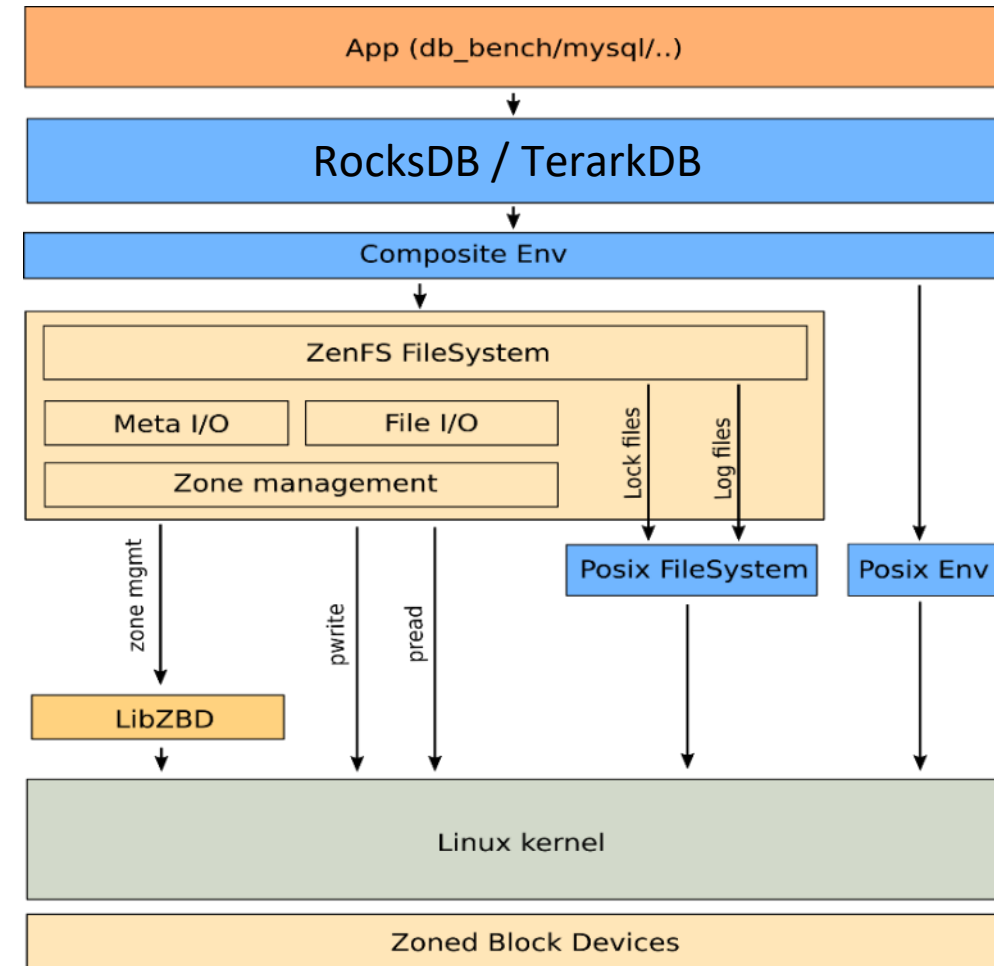 App (db_bench/mysql/..)
RocksDB / TerarkDB
Composite Env
ZenFS FileSystem
Meta I/O
File I/O
Zone management
Lock files
Log files
zone mgmt
pwrite
pread
Posix FileSystem
Posix Env
LibZBD
Linux kernel
Zoned Block Devices